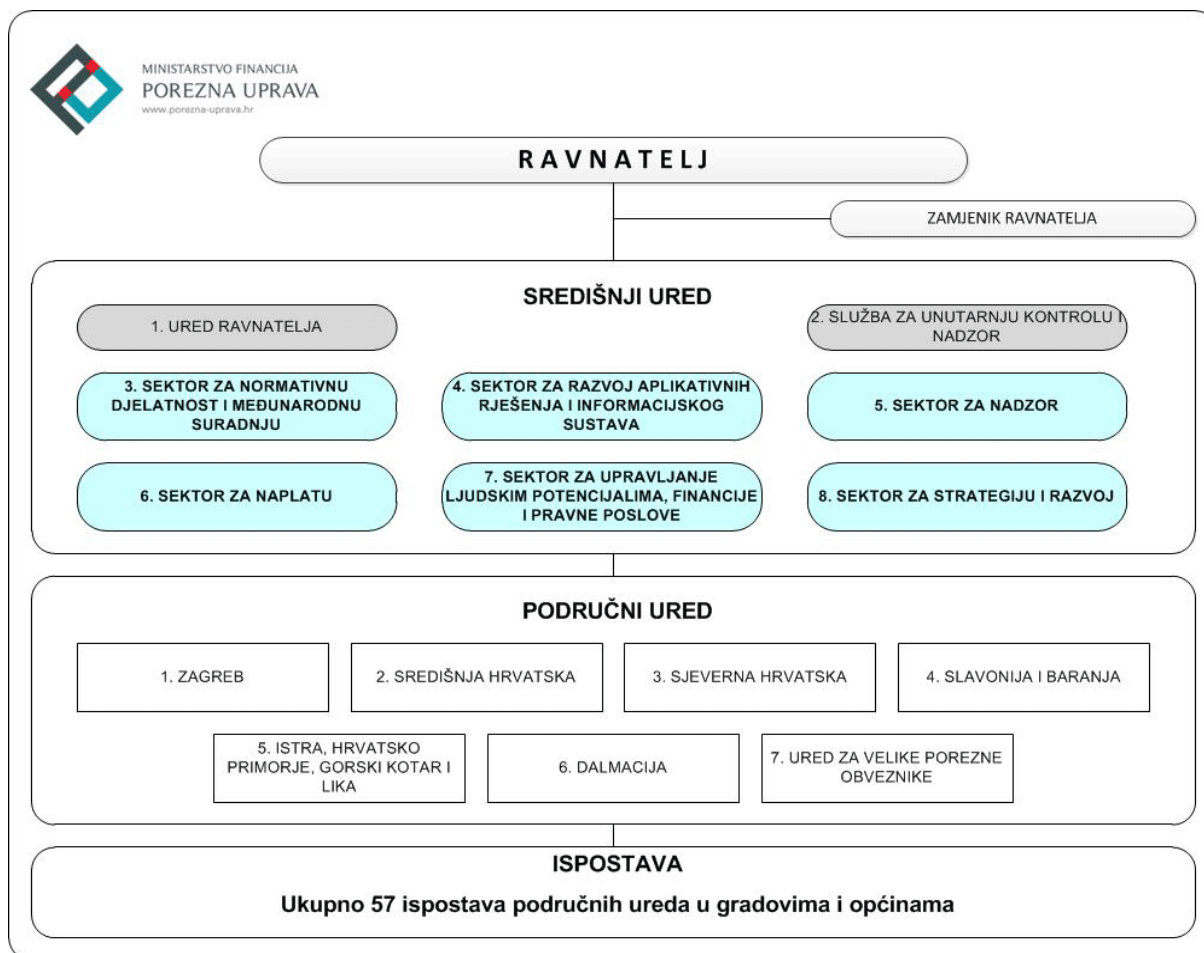 MINISTARSTVO FINANCIJA
POREZNA UPRAVA
www.porezna-uprava.hr
RAVNATELJ
ZAMJENIK RAVNATELJA
SREDIŠNJI URED
1. URED RAVNATELJA
2. SLUŽBA ZA UNUTARNJU KONTROLU I
NADZOR
3. SEKTOR ZA NORMATIVNU
DJELATNOST I MEĐUNARODNU
SURADNJU
4. SEKTOR ZA RAZVOJ APLIKATIVNIH
RJEŠENJA I INFORMACIJSKOG
SUSTAVA
5. SEKTOR ZA NADZOR
6. SEKTOR ZA NAPLATU
7. SEKTOR ZA UPRAVLJANJE
LJUDSKIM POTENCIJALIMA, FINANCIJE
I PRAVNE POSLOVE
8. SEKTOR ZA STRATEGIJU I RAZVOJ
PODRUČNI URED
1. ZAGREB
2. SREDIŠNJA HRVATSKA
3. SJEVERNA HRVATSKA
4. SLAVONIJA I BARANJA
5. ISTRA, HRVATSKO
PRIMORJE, GORSKI KOTAR I
LIKA
6. DALMACIJA
7. URED ZA VELIKE POREZNE
OBVEZNIKE
ISPOSTAVA
Ukupno 57 ispostava područnih ureda u gradovima i općinama